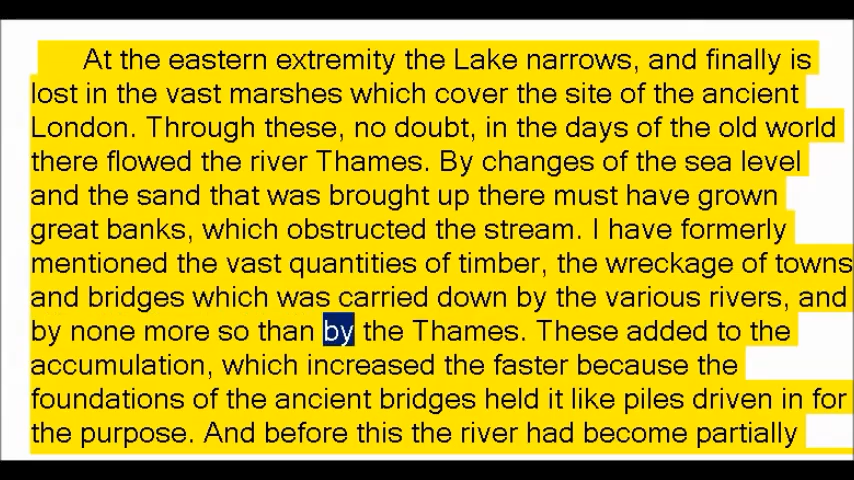 At the eastern extremity the Lake narrows, and finally is
lost in the vast marshes which cover the site of the ancient
London. Through these, no doubt, in the days of the old world
there flowed the river Thames. By changes of the sea level
and the sand that was brought up there must have grown
great banks, which obstructed the stream. I have formerly
mentioned the vast quantities of timber, the wreckage of towns
and bridges which was carried down by the various rivers, and
by none more so than by the Thames. These added to the
accumulation, which increased the faster because the
foundations of the ancient bridges held it like piles driven in for
the purpose. And before this the river had become partially